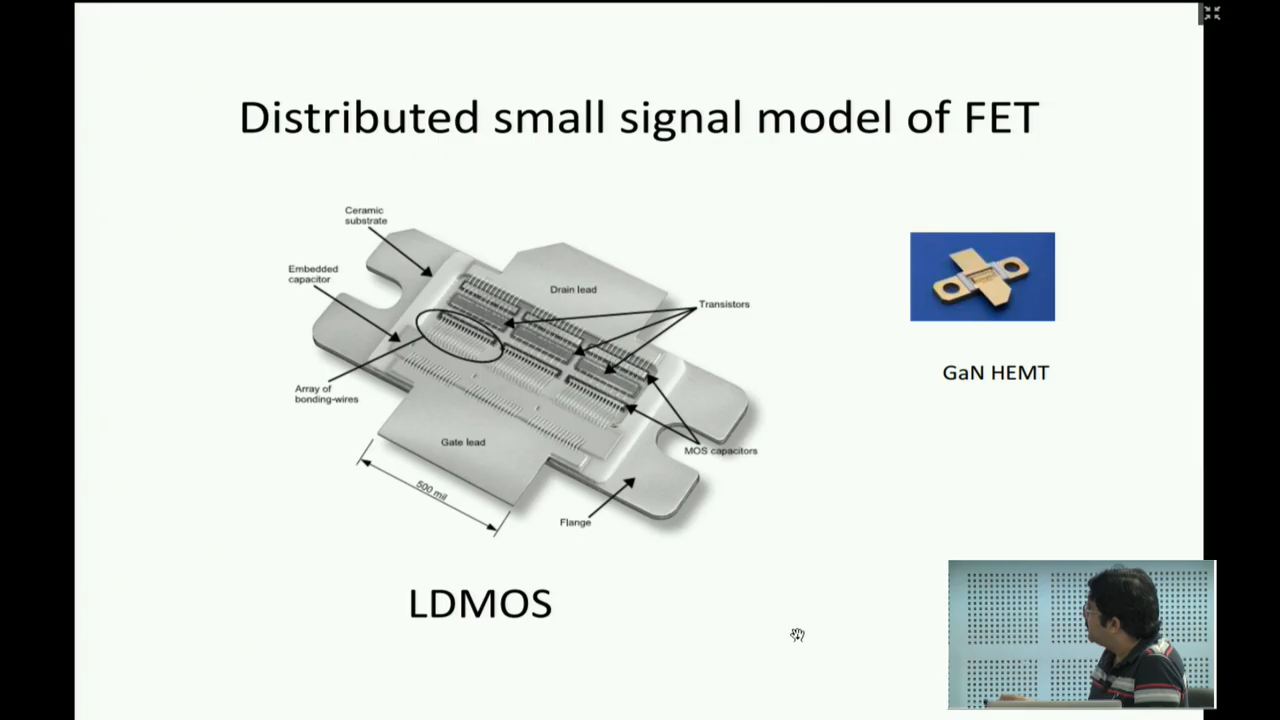 Distributed small signal model of FET
Ceramic
substrate
Embedded
capacitor
Drain lead
Transistors
Array of
bonding-wires
Gate lead
MOS capacitors
500 mil
Flange
LDMOS
GaN HEMT